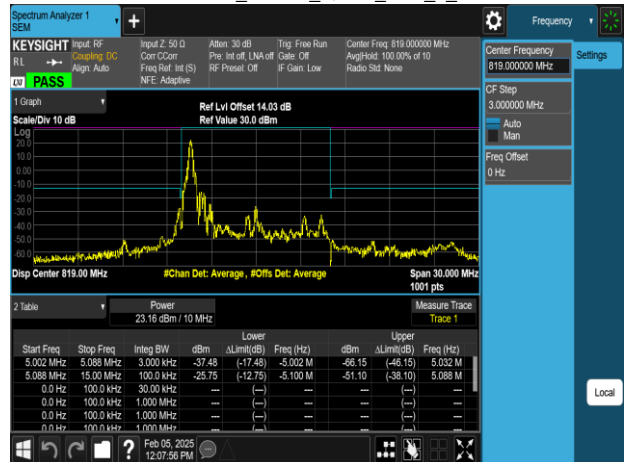 Spectrum Analyzer 1
SEM
Frequency
KEYSIGHT
RL
LXI
PASS
Input: RF
Coupling: DC
Align: Auto
Input Z: 50 Ω
Corr CCorr
Freq Ref: Int (S)
NFE: Adaptive
Atten: 30 dB
Pre: Int off, LNA off
RF Presel: Off
Trig: Free Run
Gate: Off
IF Gain: Low
Center Freq: 819.000000 MHz
Avg|Hold: 100.00% of 10
Radio Std: None
Center Frequency
819.000000 MHz
Settings
CF Step
3.000000 MHz
Auto
Man
Freq Offset
0 Hz
Local
1 Graph
Scale/Div 10 dB
Ref Lvl Offset 14.03 dB
Ref Value 30.0 dBm
Log
20.0
10.0
0.00
-10.0
-20.0
-30.0
-40.0
-50.0
-60.0
Disp Center 819.00 MHz
#Chan Det: Average, #Offs Det: Average
Span 30.000 MHz
1001 pts
2 Table
Power
23.16 dBm / 10 MHz
Measure Trace
Trace 1
Lower Upper
Start Freq Stop Freq Integ BW dBm ΔLimit(dB) Freq (Hz) dBm ΔLimit(dB) Freq (Hz)
5.002 MHz 5.088 MHz 3.000 kHz -37.48 (-17.48) -5.002 M -66.15 (-46.15) 5.032 M
5.088 MHz 15.00 MHz 100.0 kHz -25.75 (-12.75) -5.100 M -51.10 (-38.10) 5.088 M
0.0 Hz 100.0 kHz 30.00 kHz --- (---) --- --- (---) ---
0.0 Hz 100.0 kHz 1.000 MHz --- (---) --- --- (---) ---
0.0 Hz 100.0 kHz 1.000 MHz --- (---) --- --- (---) ---
0.0 Hz 100.0 kHz 1.000 MHz --- (---) --- --- (---) ---
?
Feb 05, 2025
12:07:56 PM